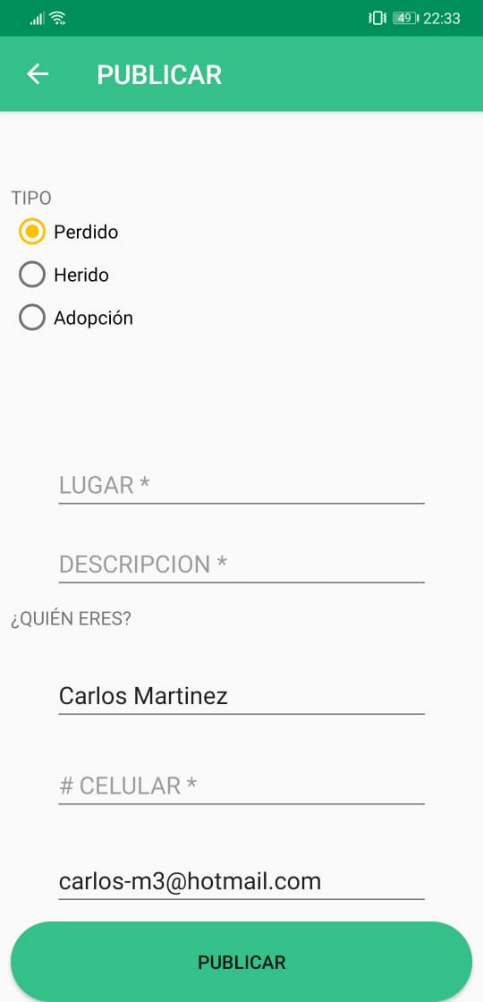 49 22:33
PUBLICAR
TIPO
Perdido
Herido
Adopción
LUGAR *
DESCRIPCION *
¿QUIÉN ERES?
Carlos Martinez
# CELULAR *
carlos-m3@hotmail.com
PUBLICAR